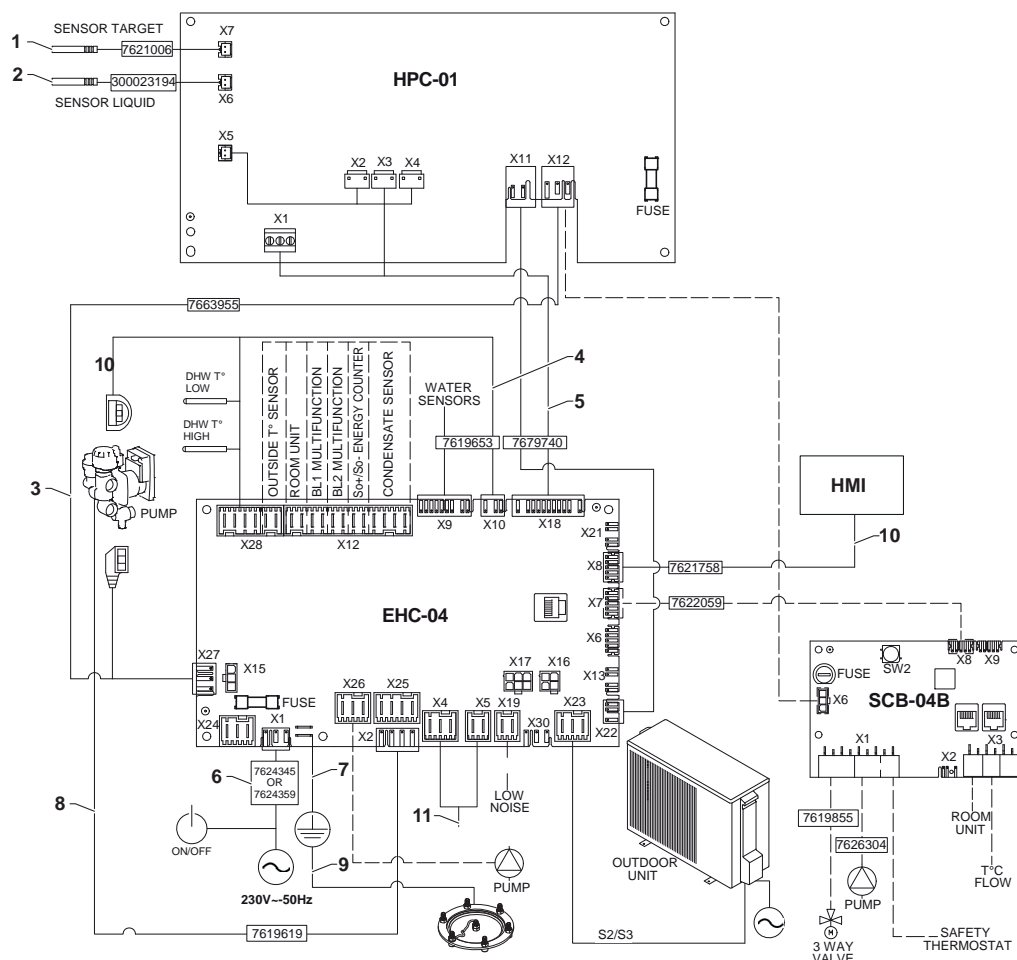 SENSOR TARGET
1
7621006
X7
2
300023194
X6
SENSOR LIQUID
HPC-01
X5
X2
X3
X4
X11
X12
FUSE
X1
7663955
10
DHW T°
LOW
DHW T°
HIGH
OUTSIDE T° SENSOR
ROOM UNIT
BL1 MULTIFUNCTION
BL2 MULTIFUNCTION
So+/So- ENERGY COUNTER
CONDENSATE SENSOR
WATER
SENSORS
4
5
7619653
7679740
3
PUMP
HMI
10
X28
X12
X9
X10
X18
X21
X8
7621758
X7
7622059
EHC-04
X6
X13
X22
X27
X15
FUSE
X24
X1
X26
X25
X2
X4
X5
X17
X16
X19
X30
X23
SW2
X8
X9
FUSE
X6
SCB-04B
X1
X2
X3
6
7624345
OR
7624359
7
8
11
LOW
NOISE
ON/OFF
9
230V~-50Hz
PUMP
OUTDOOR
UNIT
7619619
S2/S3
7619855
7626304
PUMP
3 WAY
VALVE
M
ROOM
UNIT
T°C
FLOW
SAFETY
THERMOSTAT